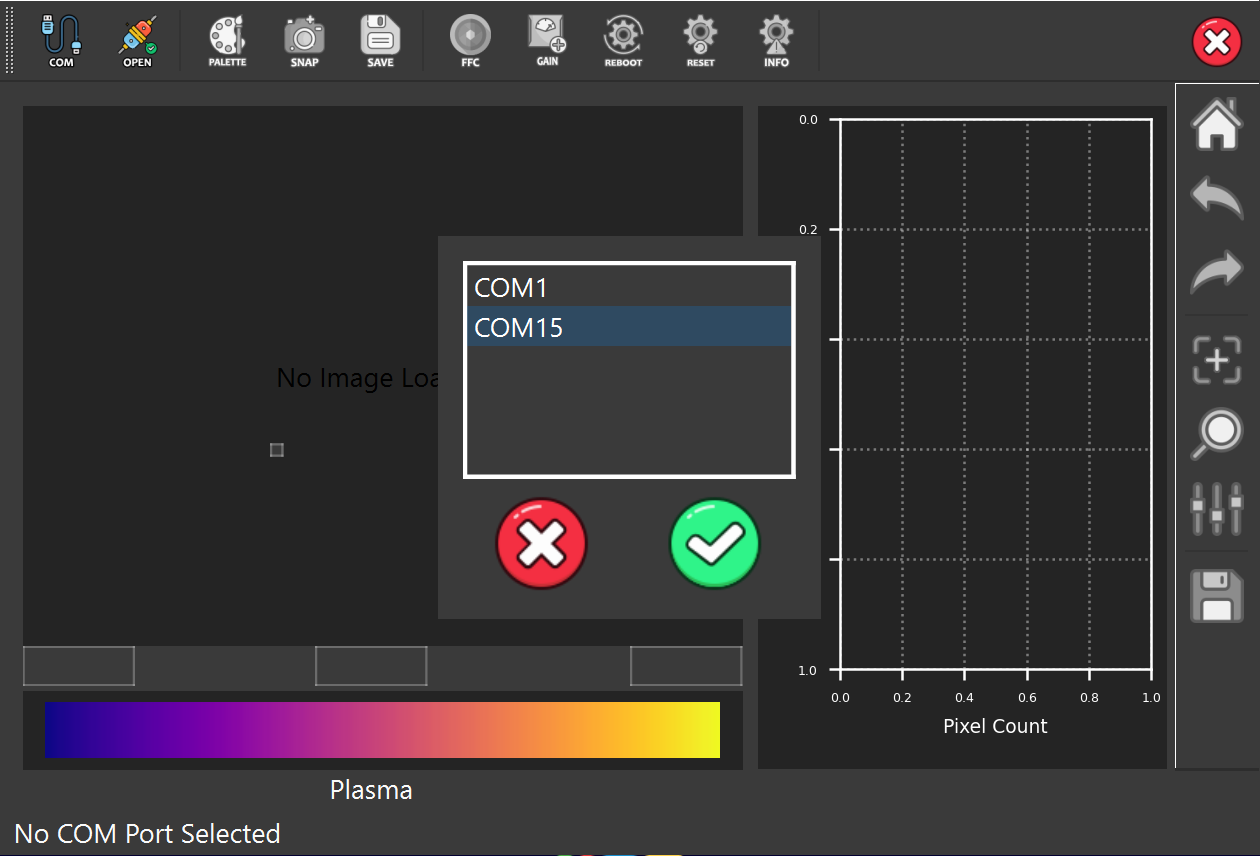 COM OPEN PALETTE SNAP SAVE FFC GAIN REBOOT RESET INFO
0.0
0.2
COM1
COM15
No Image Loa
1.0
0.0 0.2 0.4 0.6 0.8 1.0
Pixel Count
Plasma
No COM Port Selected